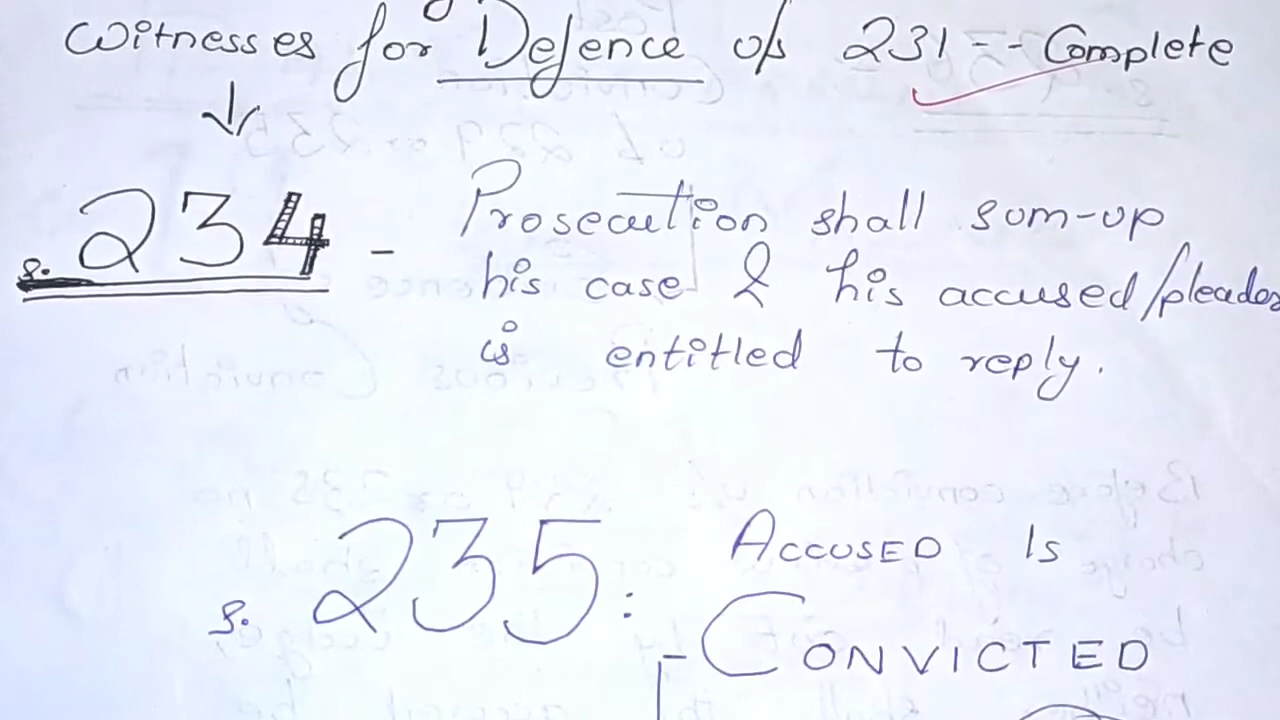 Witnesses for Defence u/s 231 -- Complete
s. 234 - Prosecution shall sum-up
his case & his accused/pleader
is entitled to reply.
s. 235 : ACCUSED IS
CONVICTED